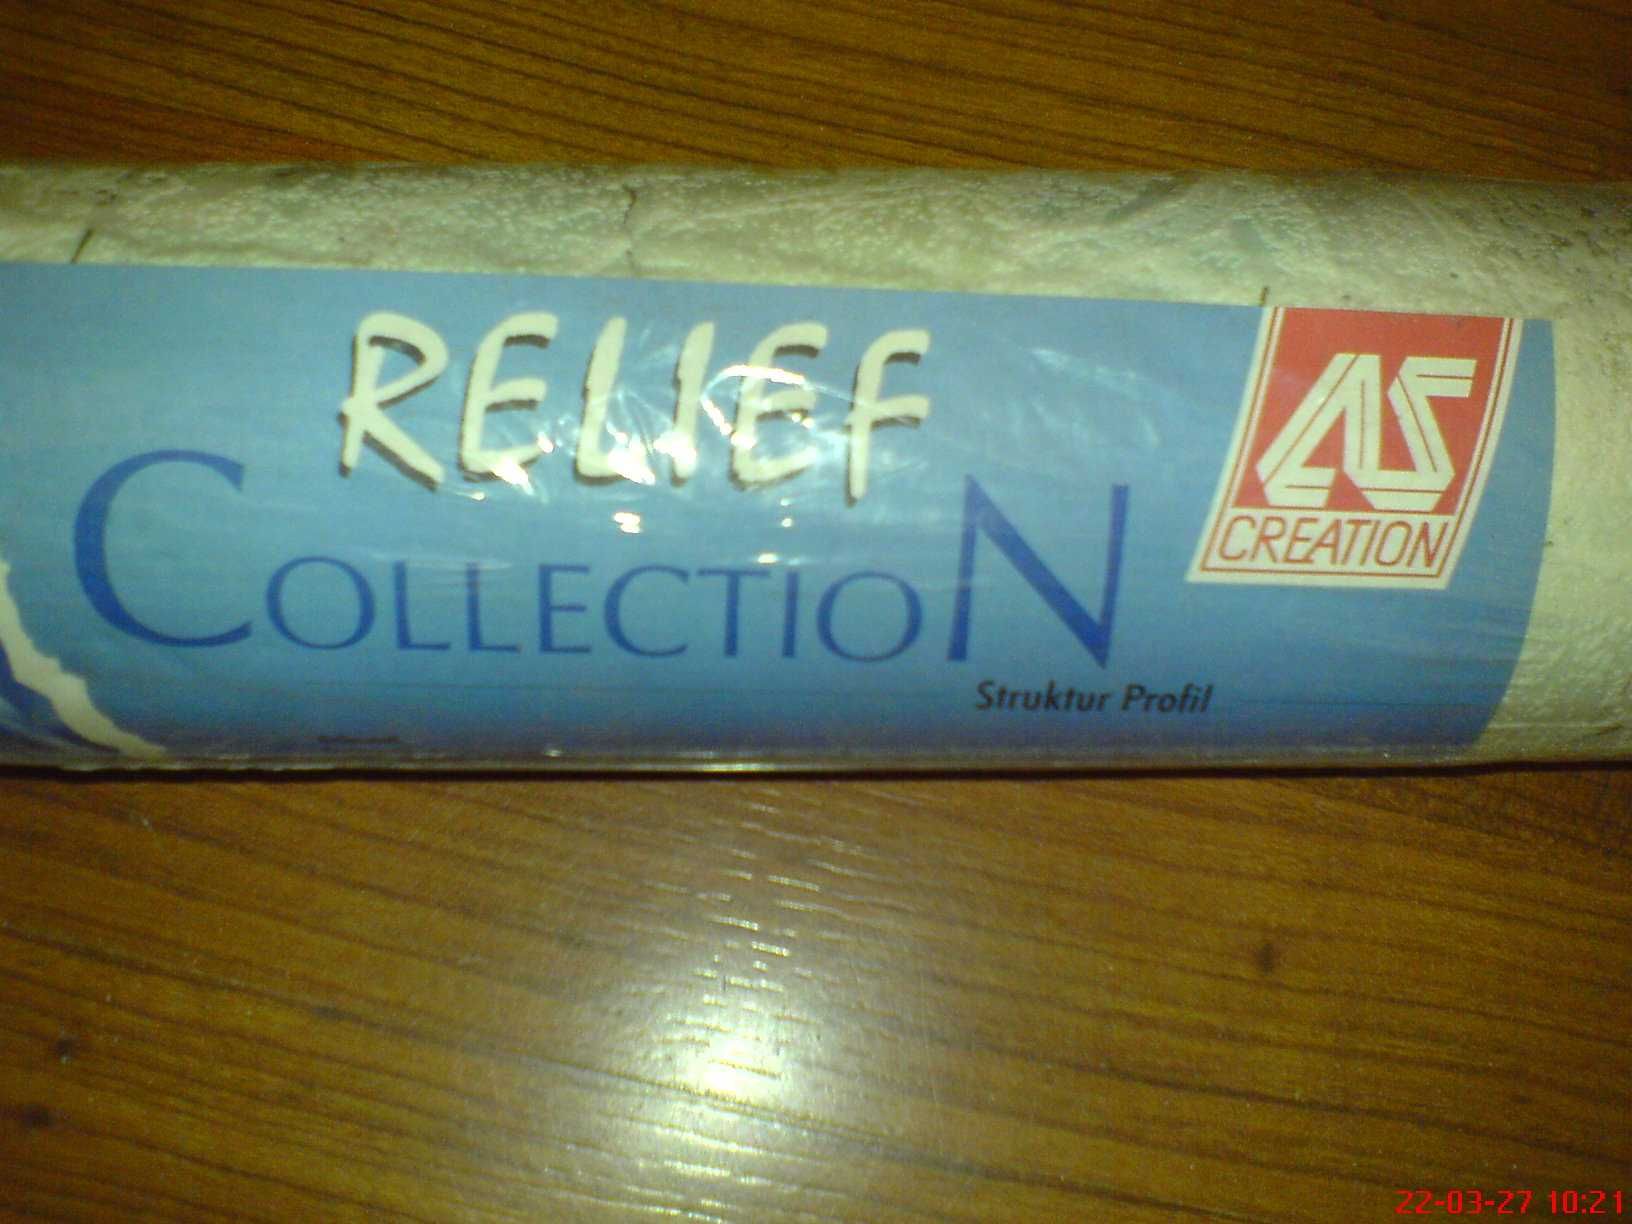 RELIEF
COLLECTION
AS
CREATION
Struktur Profil
22-03-27 10:21